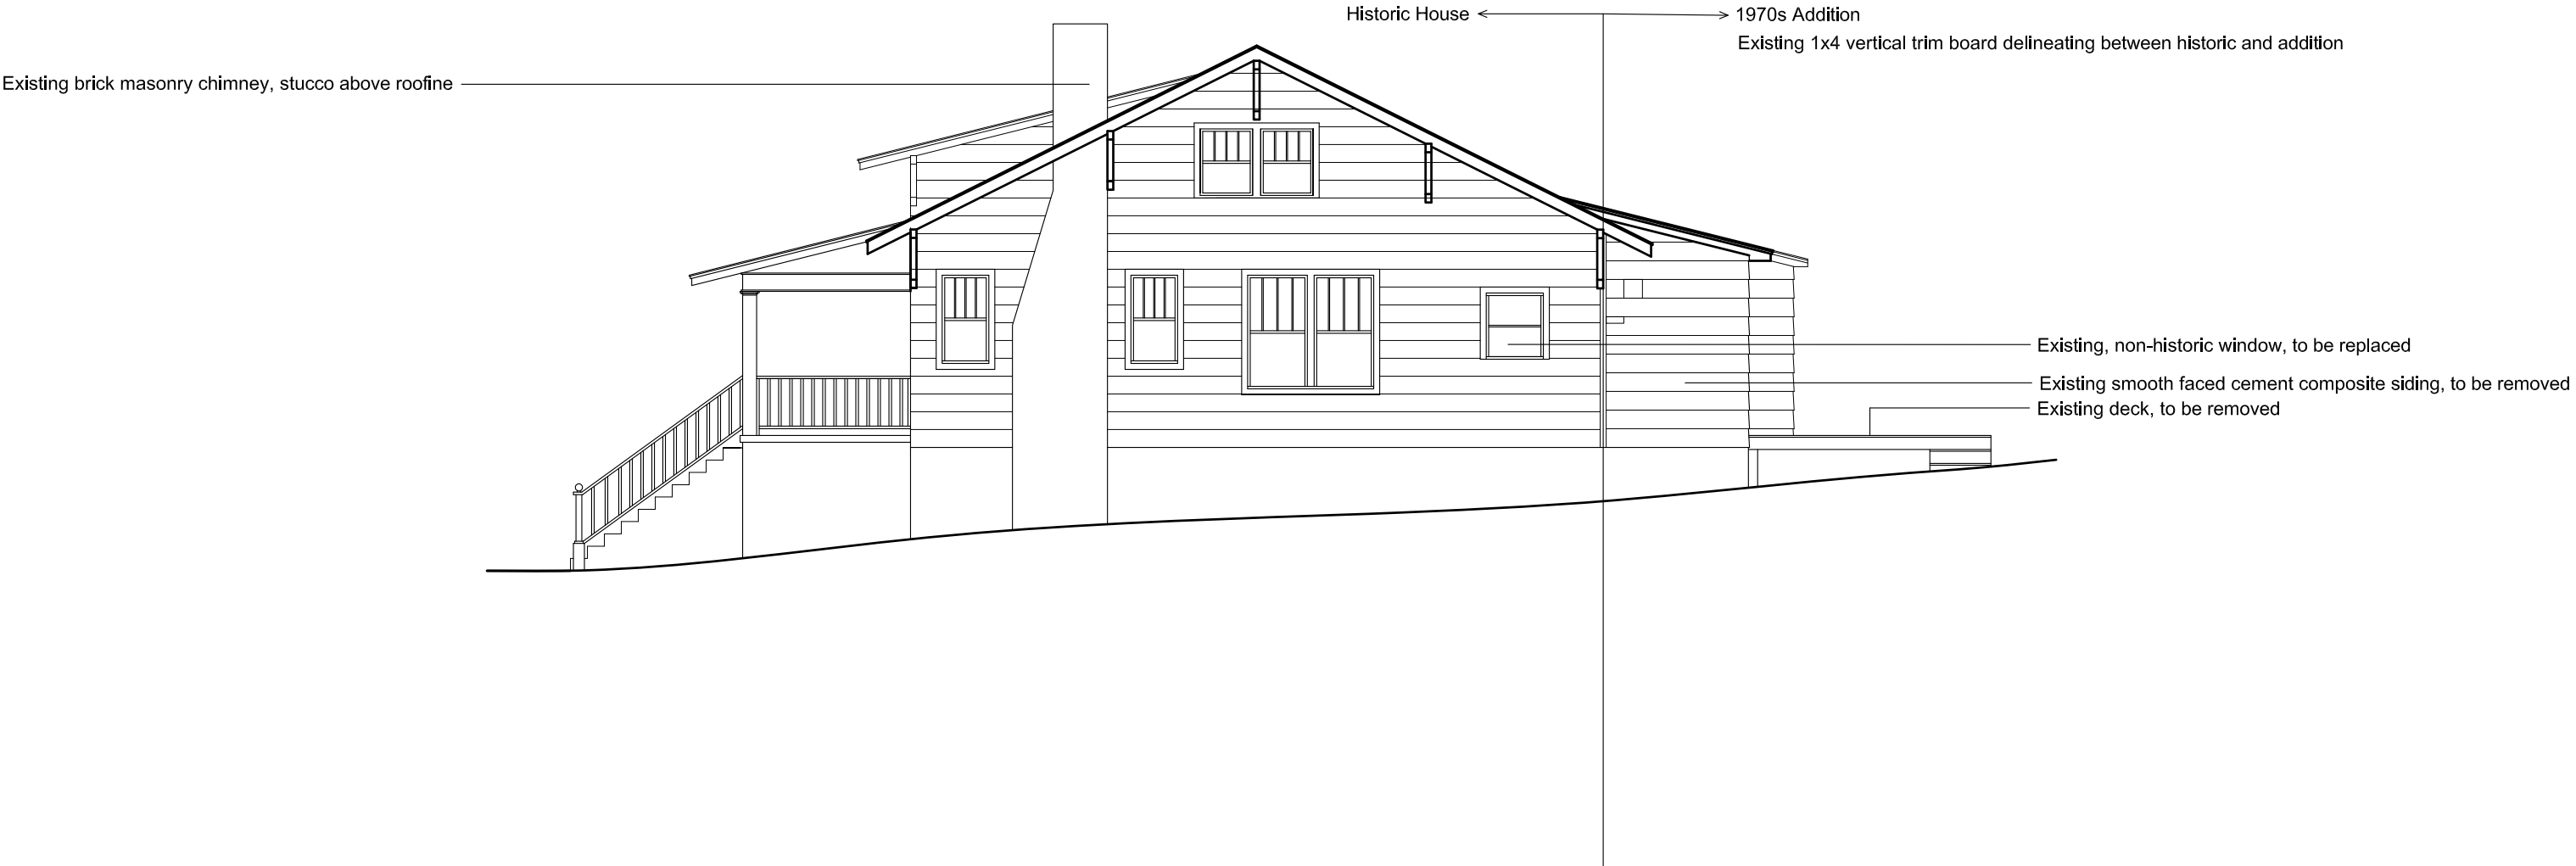 Historic House
1970s Addition
Existing 1x4 vertical trim board delineating between historic and addition
Existing brick masonry chimney, stucco above roofine
Existing, non-historic window, to be replaced
Existing smooth faced cement composite siding, to be removed
Existing deck, to be removed